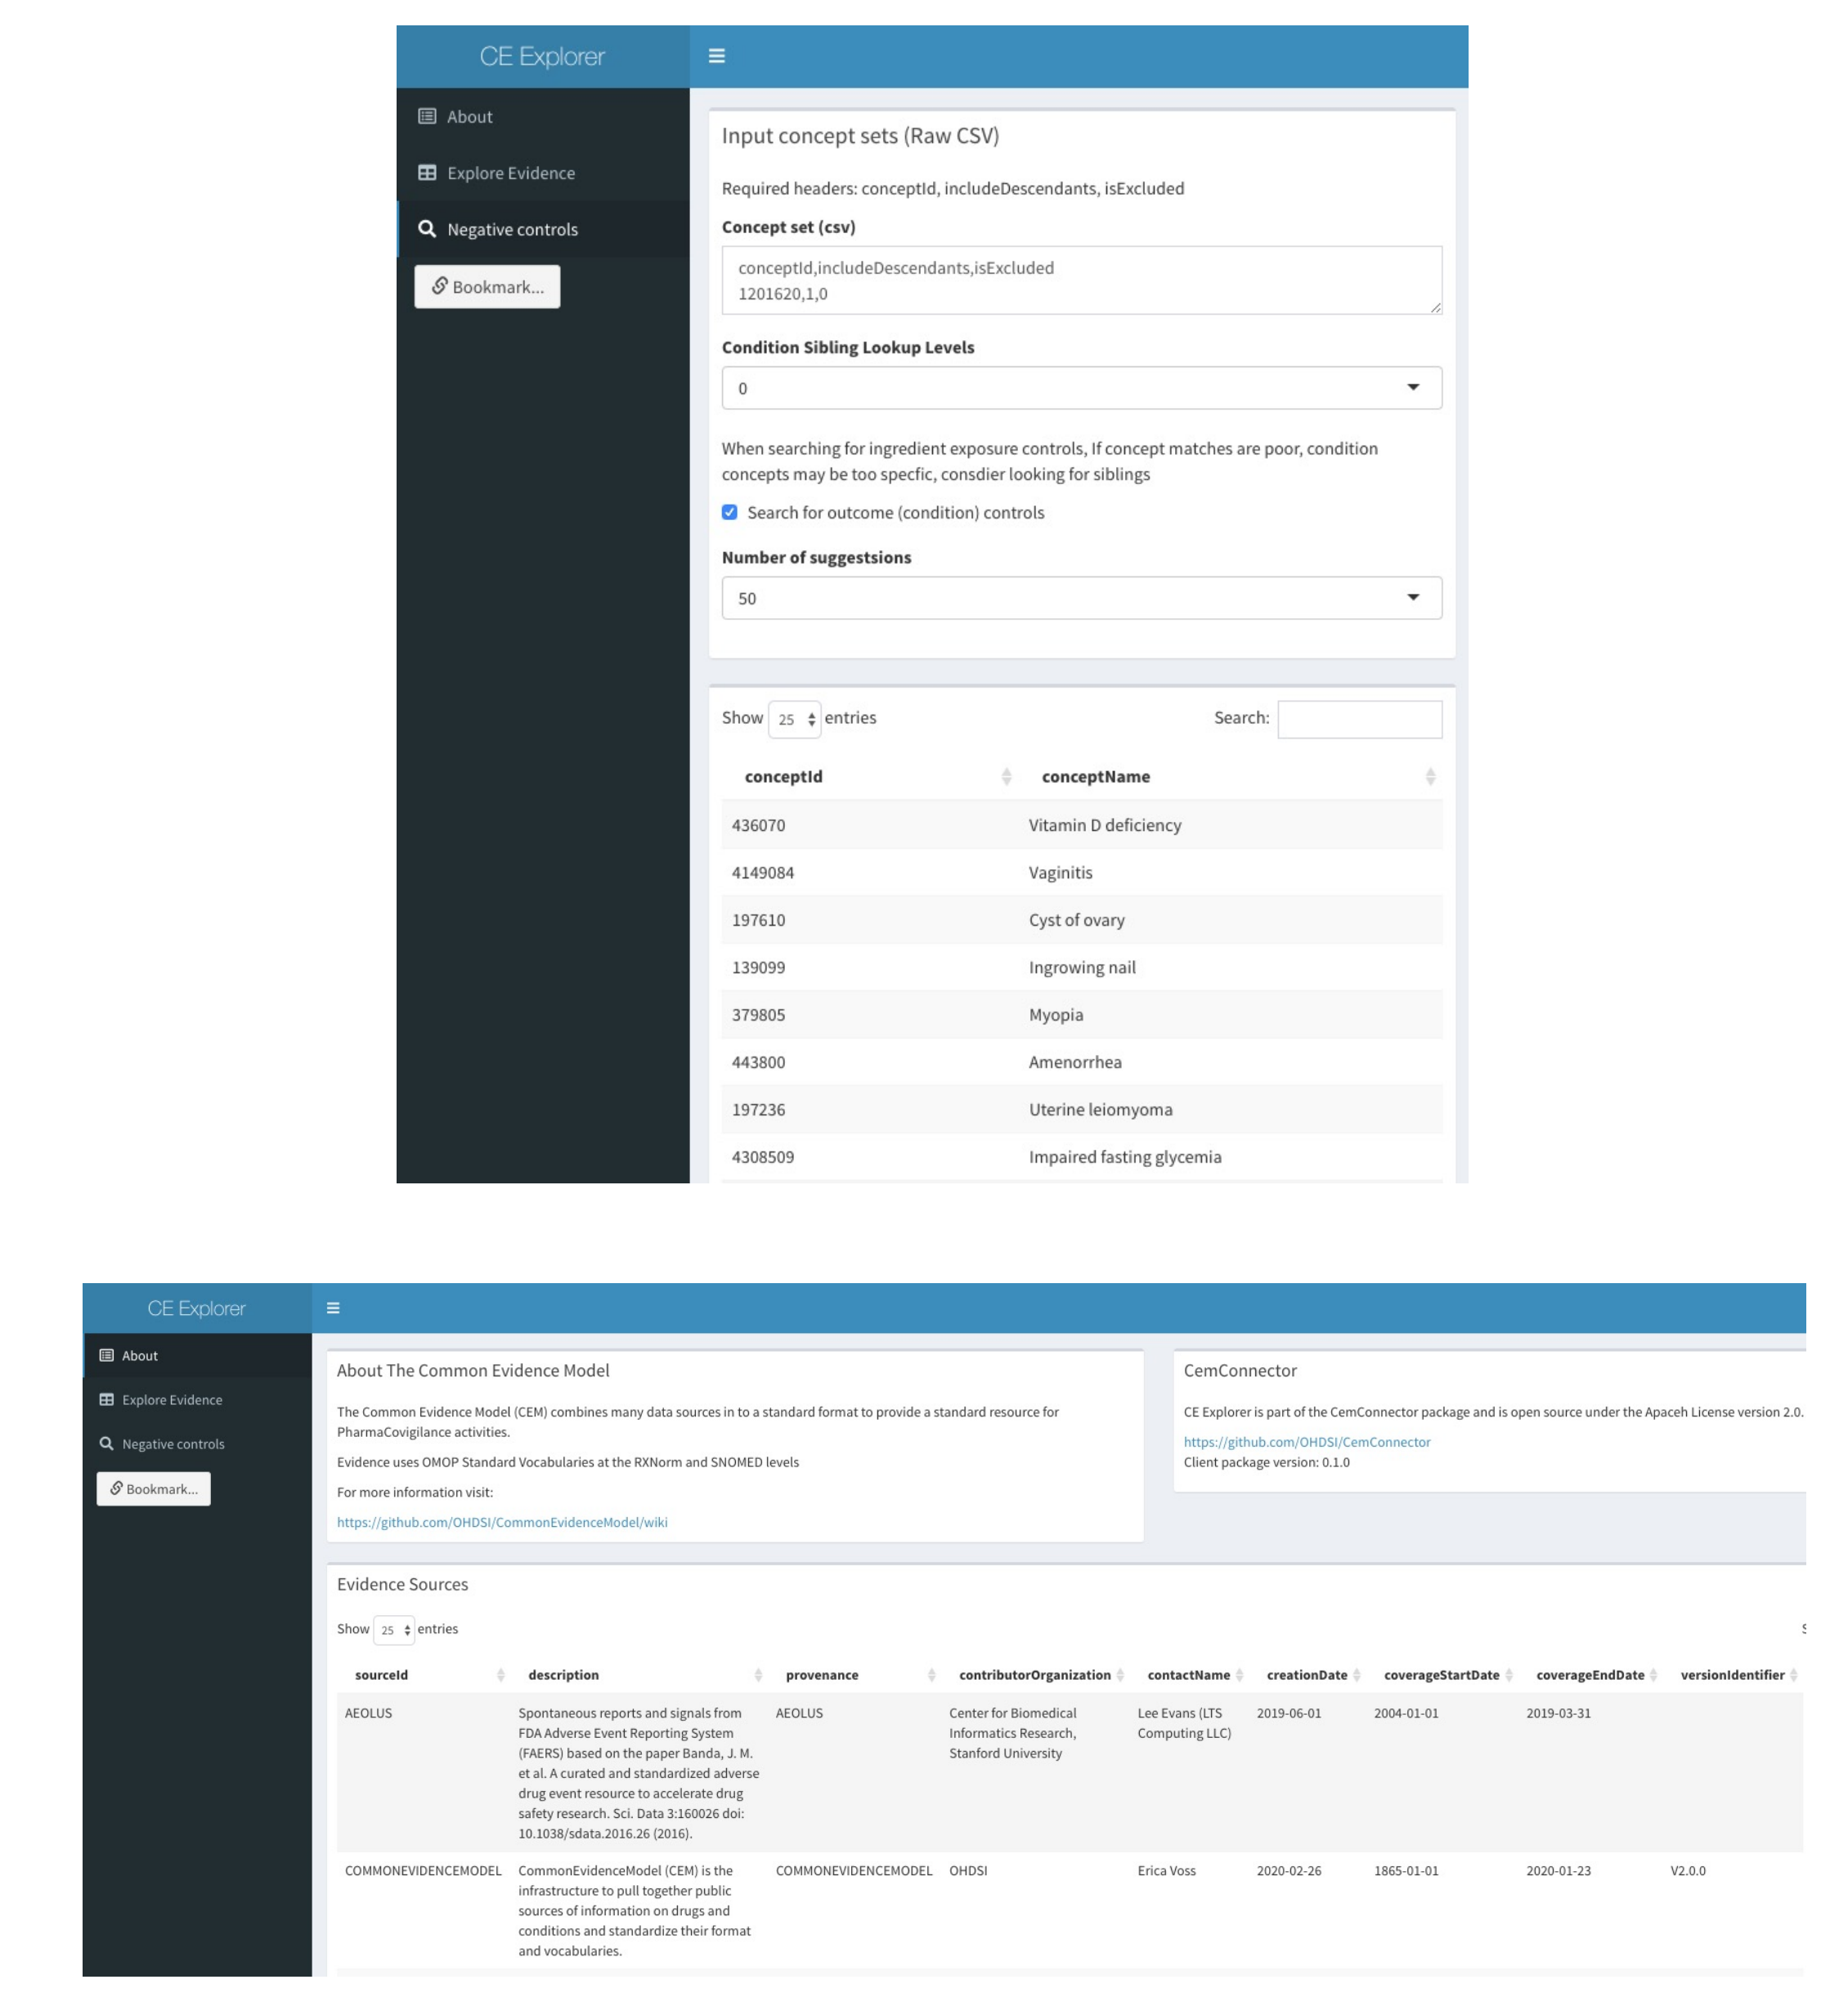 CE Explorer
About
Explore Evidence
Negative controls
Bookmark...
Input concept sets (Raw CSV)
Required headers: conceptId, includeDescendants, isExcluded
Concept set (csv)
conceptId,includeDescendants,isExcluded
1201620,1,0
Condition Sibling Lookup Levels
0
When searching for ingredient exposure controls, If concept matches are poor, condition
concepts may be too specfic, consdier looking for siblings
Search for outcome (condition) controls
Number of suggestsions
50
Show 25 entries Search:
conceptId conceptName
436070 Vitamin D deficiency
4149084 Vaginitis
197610 Cyst of ovary
139099 Ingrowing nail
379805 Myopia
443800 Amenorrhea
197236 Uterine leiomyoma
4308509 Impaired fasting glycemia
CE Explorer
About
Explore Evidence
Negative controls
Bookmark...
About The Common Evidence Model
The Common Evidence Model (CEM) combines many data sources in to a standard format to provide a standard resource for
PharmaCovigilance activities.
Evidence uses OMOP Standard Vocabularies at the RXNorm and SNOMED levels
For more information visit:
https://github.com/OHDSI/CommonEvidenceModel/wiki
CemConnector
CE Explorer is part of the CemConnector package and is open source under the Apaceh License version 2.0.
https://github.com/OHDSI/CemConnector
Client package version: 0.1.0
Evidence Sources
Show 25 entries
sourceId description provenance contributorOrganization contactName creationDate coverageStartDate coverageEndDate versionIdentifier
AEOLUS Spontaneous reports and signals from AEOLUS Center for Biomedical Lee Evans (LTS 2019-06-01 2004-01-01 2019-03-31
FDA Adverse Event Reporting System Informatics Research, Computing LLC)
(FAERS) based on the paper Banda, J. M. Stanford University
et al. A curated and standardized adverse
drug event resource to accelerate drug
safety research. Sci. Data 3:160026 doi:
10.1038/sdata.2016.26 (2016).
COMMONEVIDENCEMODEL CommonEvidenceModel (CEM) is the COMMONEVIDENCEMODEL OHDSI Erica Voss 2020-02-26 1865-01-01 2020-01-23 V2.0.0
infrastructure to pull together public
sources of information on drugs and
conditions and standardize their format
and vocabularies.